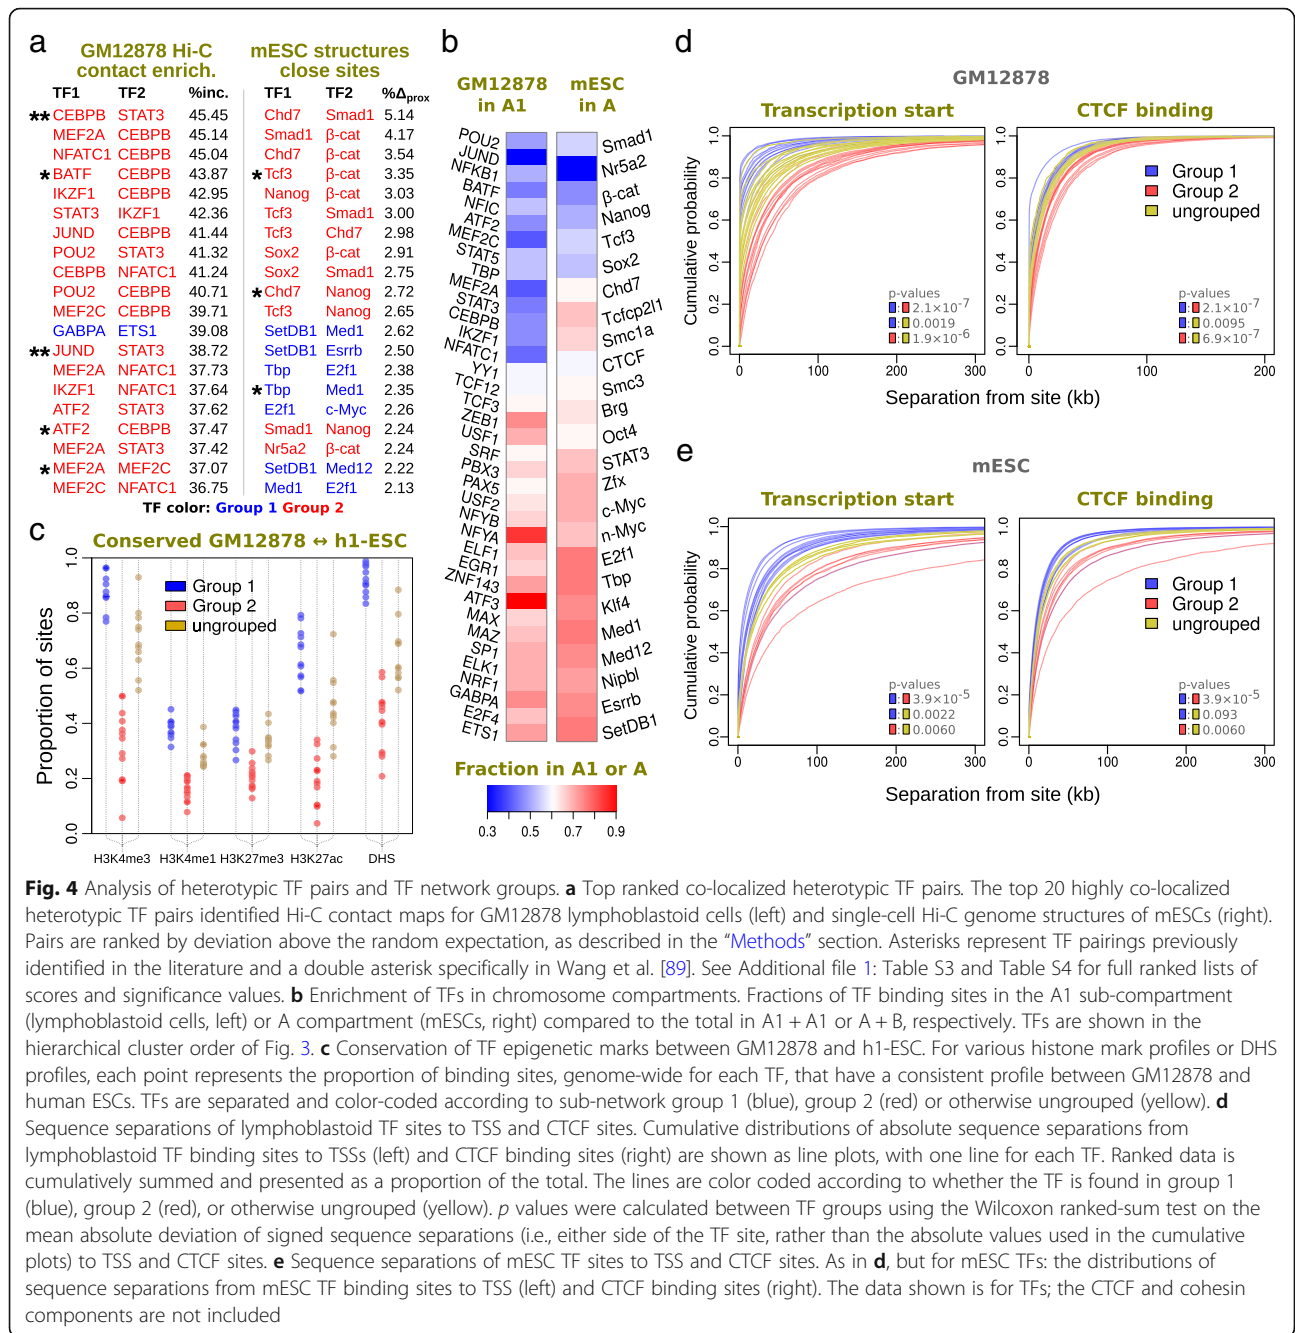 a
GM12878 Hi-C
contact enrich.
TF1 TF2 %inc.
**CEBPB STAT3 45.45
MEF2A CEBPB 45.14
NFATC1 CEBPB 45.04
*BATF CEBPB 43.87
IKZF1 CEBPB 42.95
STAT3 IKZF1 42.36
JUND CEBPB 41.44
POU2 STAT3 41.32
CEBPB NFATC1 41.24
POU2 CEBPB 40.71
MEF2C CEBPB 39.71
GABPA ETS1 39.08
**JUND STAT3 38.72
MEF2A NFATC1 37.73
IKZF1 NFATC1 37.64
ATF2 STAT3 37.62
*ATF2 CEBPB 37.47
MEF2A STAT3 37.42
*MEF2A MEF2C 37.07
MEF2C NFATC1 36.75
mESC structures
close sites
TF1 TF2 %Δprox
Chd7 Smad1 5.14
Smad1 β-cat 4.17
Chd7 β-cat 3.54
*Tcf3 β-cat 3.35
Nanog β-cat 3.03
Tcf3 Smad1 3.00
Tcf3 Chd7 2.98
Sox2 β-cat 2.91
Sox2 Smad1 2.75
*Chd7 Nanog 2.72
Tcf3 Nanog 2.65
SetDB1 Med1 2.62
SetDB1 Esrrb 2.50
Tbp E2f1 2.38
*Tbp Med1 2.35
E2f1 c-Myc 2.26
Smad1 Nanog 2.24
Nr5a2 β-cat 2.24
SetDB1 Med12 2.22
Med1 E2f1 2.13
TF color: Group 1 Group 2
b
GM12878
in A1
mESC
in A
POU2
JUND
NFKB1
BATF
NFIC
ATF2
MEF2C
STAT5
TBP
MEF2A
STAT3
CEBPB
IKZF1
NFATC1
YY1
TCF12
TCF3
ZEB1
USF1
SRF
PBX3
PAX5
USF2
NFYB
NFYA
ELF1
EGR1
ZNF143
ATF3
MAX
MAZ
SP1
ELK1
NRF1
GABPA
E2F4
ETS1
Smad1
Nr5a2
β-cat
Nanog
Tcf3
Sox2
Chd7
Tcfcp2l1
Smc1a
CTCF
Smc3
Brg
Oct4
STAT3
Zfx
c-Myc
n-Myc
E2f1
Tbp
Klf4
Med1
Med12
Nipbl
Esrrb
SetDB1
Fraction in A1 or A
0.3 0.5 0.7 0.9
c
Conserved GM12878 ↔ h1-ESC
Proportion of sites
1.0
0.8
0.6
0.4
0.2
0.0
Group 1
Group 2
ungrouped
H3K4me3 H3K4me1 H3K27me3 H3K27ac DHS
d
GM12878
Transcription start
CTCF binding
Cumulative probability
1.0
0.8
0.6
0.4
0.2
0.0
p-values
: 2.1×10-7
: 0.0019
: 1.9×10-6
0 100 200 300
Group 1
Group 2
ungrouped
1.0
0.8
0.6
0.4
0.2
0.0
p-values
: 2.1×10-7
: 0.0095
: 6.9×10-7
0 100 200
Separation from site (kb)
e
mESC
Transcription start
CTCF binding
Cumulative probability
1.0
0.8
0.6
0.4
0.2
0.0
p-values
: 3.9×10-5
: 0.0022
: 0.0060
0 100 200 300
Group 1
Group 2
ungrouped
1.0
0.8
0.6
0.4
0.2
0.0
p-values
: 3.9×10-5
: 0.093
: 0.0060
0 100 200 300
Separation from site (kb)
Fig. 4 Analysis of heterotypic TF pairs and TF network groups. a Top ranked co-localized heterotypic TF pairs. The top 20 highly co-localized
heterotypic TF pairs identified Hi-C contact maps for GM12878 lymphoblastoid cells (left) and single-cell Hi-C genome structures of mESCs (right).
Pairs are ranked by deviation above the random expectation, as described in the “Methods” section. Asterisks represent TF pairings previously
identified in the literature and a double asterisk specifically in Wang et al. [89]. See Additional file 1: Table S3 and Table S4 for full ranked lists of
scores and significance values. b Enrichment of TFs in chromosome compartments. Fractions of TF binding sites in the A1 sub-compartment
(lymphoblastoid cells, left) or A compartment (mESCs, right) compared to the total in A1 + A1 or A + B, respectively. TFs are shown in the
hierarchical cluster order of Fig. 3. c Conservation of TF epigenetic marks between GM12878 and h1-ESC. For various histone mark profiles or DHS
profiles, each point represents the proportion of binding sites, genome-wide for each TF, that have a consistent profile between GM12878 and
human ESCs. TFs are separated and color-coded according to sub-network group 1 (blue), group 2 (red) or otherwise ungrouped (yellow). d
Sequence separations of lymphoblastoid TF sites to TSS and CTCF sites. Cumulative distributions of absolute sequence separations from
lymphoblastoid TF binding sites to TSSs (left) and CTCF binding sites (right) are shown as line plots, with one line for each TF. Ranked data is
cumulatively summed and presented as a proportion of the total. The lines are color coded according to whether the TF is found in group 1
(blue), group 2 (red), or otherwise ungrouped (yellow). p values were calculated between TF groups using the Wilcoxon ranked-sum test on the
mean absolute deviation of signed sequence separations (i.e., either side of the TF site, rather than the absolute values used in the cumulative
plots) to TSS and CTCF sites. e Sequence separations of mESC TF sites to TSS and CTCF sites. As in d, but for mESC TFs: the distributions of
sequence separations from mESC TF binding sites to TSS (left) and CTCF binding sites (right). The data shown is for TFs; the CTCF and cohesin
components are not included